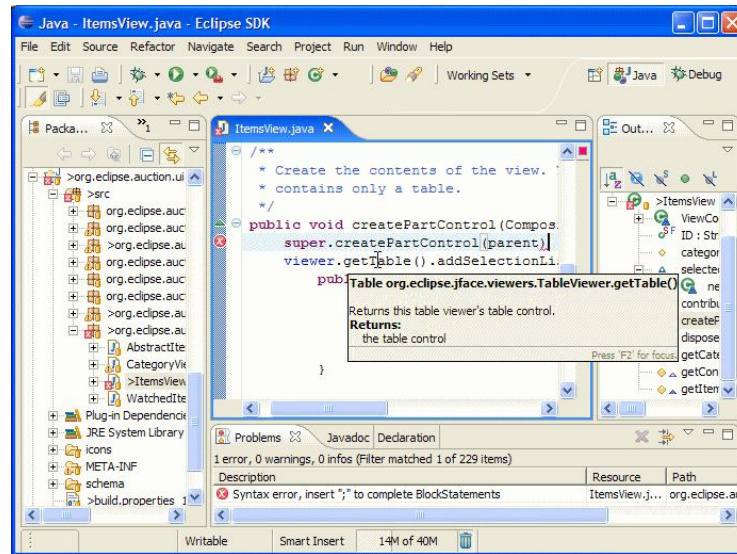 Java - ItemsView.java - Eclipse SDK
File Edit Source Refactor Navigate Search Project Run Window Help
Working Sets
Java
Debug
Packa...
1
>org.eclipse.auction.ui
>src
org.eclipse.auc
org.eclipse.auc
>org.eclipse.au
org.eclipse.auc
org.eclipse.auc
>org.eclipse.au
>org.eclipse.au
AbstractIte
CategoryVie
>ItemsView
WatchedIte
Plug-in Dependencie
JRE System Library
icons
META-INF
schema
>build.properties 1
ItemsView.java
/**
* Create the contents of the view.
* contains only a table.
*/
public void createPartControl(Compos
super.createPartControl(parent)
viewer.getTable().addSelectionLi
pub
Table org.eclipse.jface.viewers.TableViewer.getTable()
Returns this table viewer's table control.
Returns:
the table control
Press 'F2' for focus.
}
Out...
>ItemsView
ViewCo
ID : Str
categor
selecte
ne
contribu
createP
dispose
getCate
getCon
getItem
Problems Javadoc Declaration
1 error, 0 warnings, 0 infos (Filter matched 1 of 229 items)
Description Resource Path
Syntax error, insert ";" to complete BlockStatements ItemsView.j... org.eclipse.a
Writable Smart Insert 14M of 40M